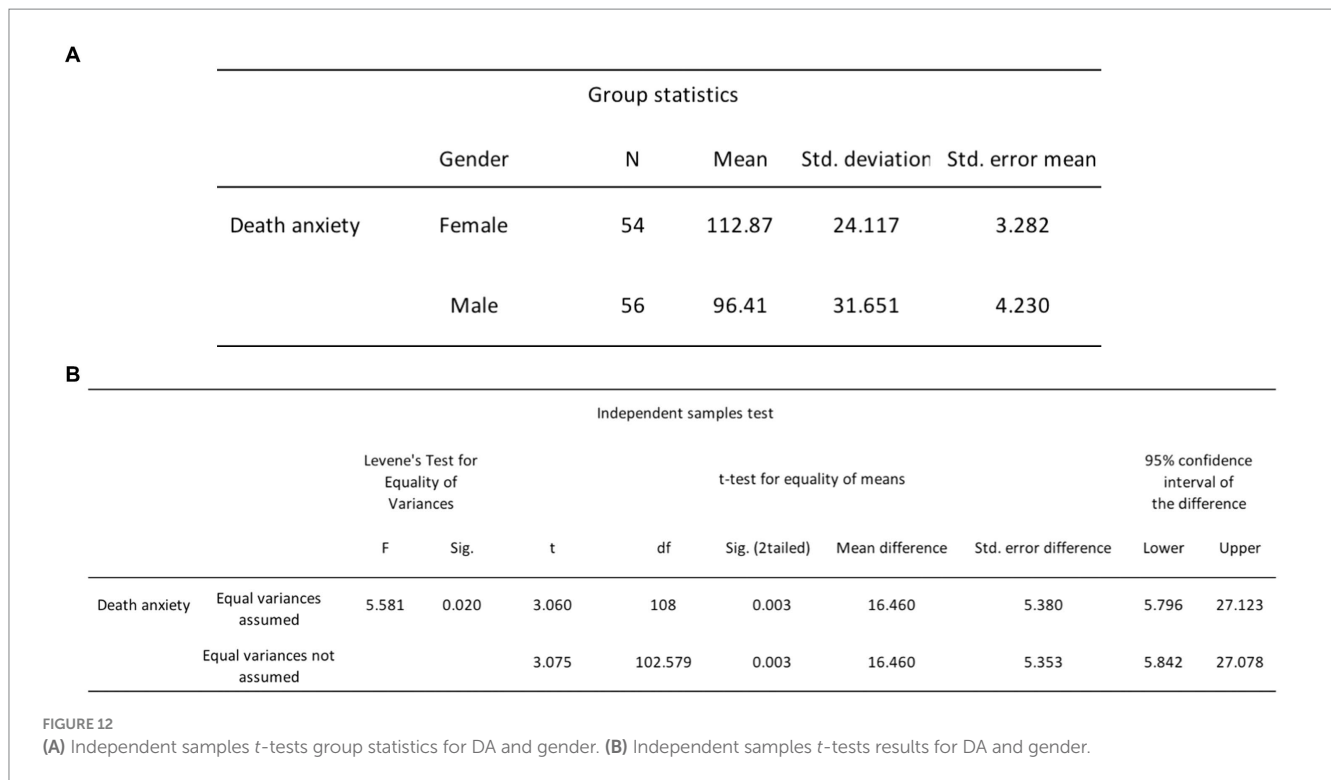 A
Group statistics
Gender N Mean Std. deviation Std. error mean
Death anxiety Female 54 112.87 24.117 3.282
Male 56 96.41 31.651 4.230
B
Independent samples test
Levene's Test for
Equality of
Variances
t-test for equality of means
95% confidence
interval of
the difference
F Sig. t df Sig. (2tailed) Mean difference Std. error difference Lower Upper
Death anxiety Equal variances
assumed 5.581 0.020 3.060 108 0.003 16.460 5.380 5.796 27.123
Equal variances not
assumed 3.075 102.579 0.003 16.460 5.353 5.842 27.078
FIGURE 12
(A) Independent samples t-tests group statistics for DA and gender. (B) Independent samples t-tests results for DA and gender.